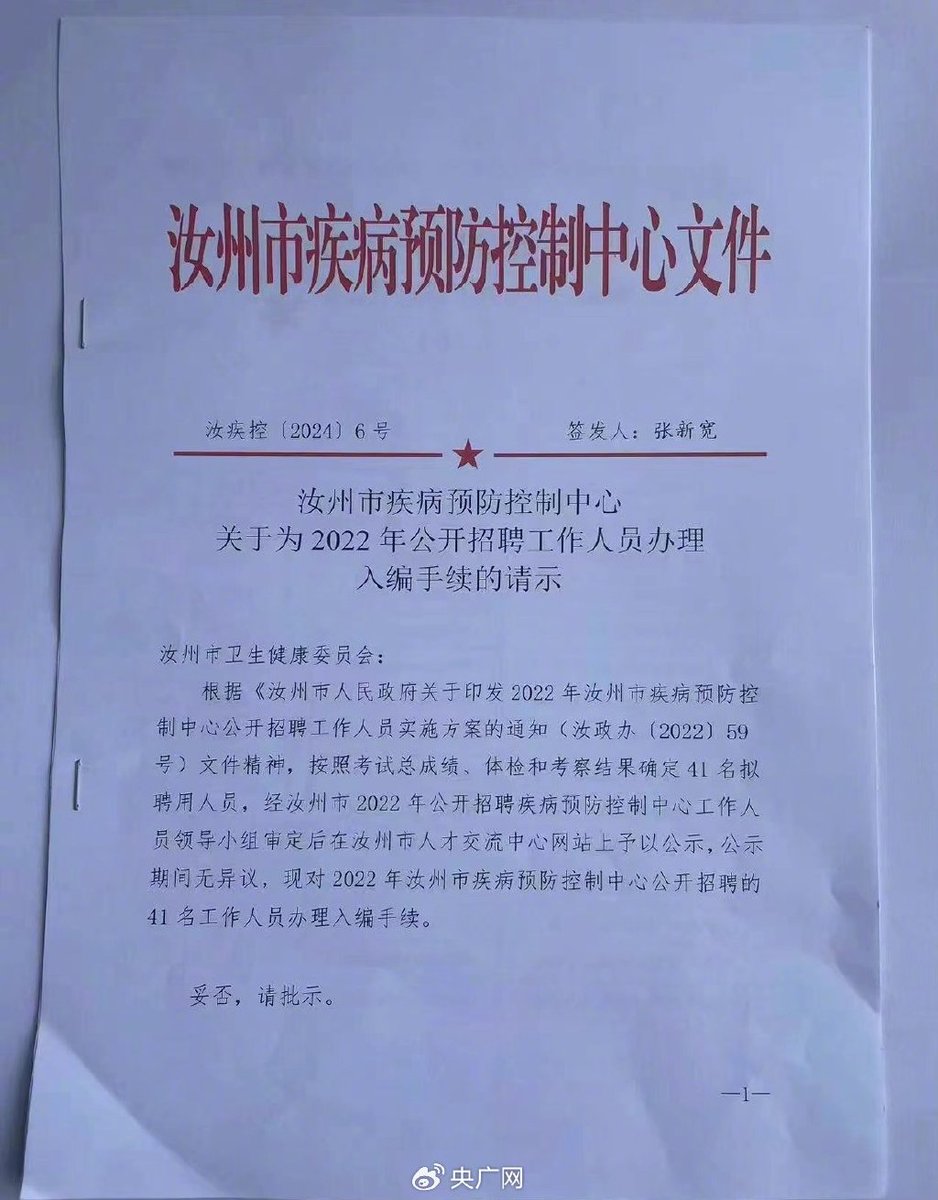 汝州市疾病预防控制中心文件
汝疾控〔2024〕6号 签发人：张新宽
汝州市疾病预防控制中心
关于为2022年公开招聘工作人员办理
入编手续的请示
汝州市卫生健康委员会：
根据《汝州市人民政府关于印发2022年汝州市疾病预防控
制中心公开招聘工作人员实施方案的通知（汝政办〔2022〕59
号）文件精神，按照考试总成绩、体检和考察结果确定41名拟
聘用人员，经汝州市2022年公开招聘疾病预防控制中心工作人
员领导小组审定后在汝州市人才交流中心网站上予以公示，公示
期间无异议，现对2022年汝州市疾病预防控制中心公开招聘的
41名工作人员办理入编手续。
妥否，请批示。
—1—
央广网